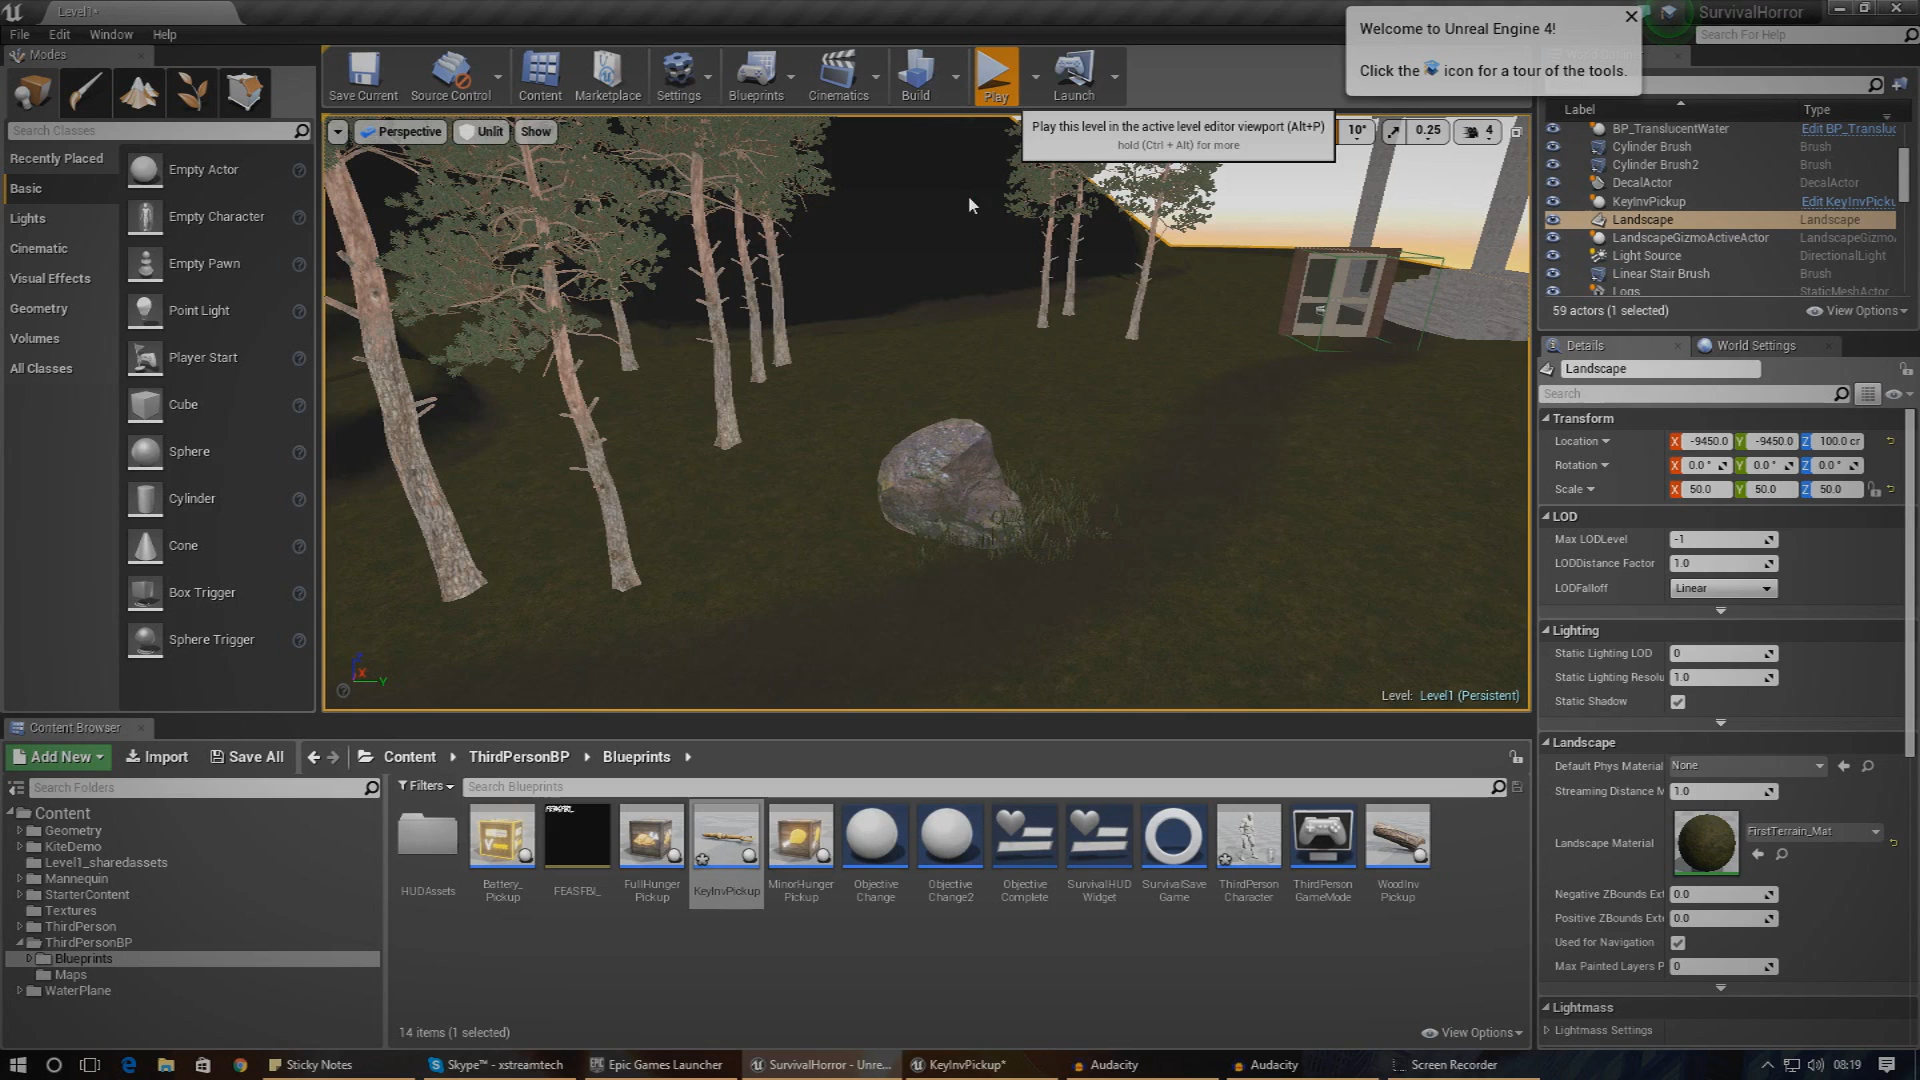 Level1*
SurvivalHorror
File Edit Window Help
Search For Help
Welcome to Unreal Engine 4!
Click the icon for a tour of the tools.
Modes
Save Current
Source Control
Content
Marketplace
Settings
Blueprints
Cinematics
Build
Play
Launch
Search Classes
Recently Placed
Basic
Lights
Cinematic
Visual Effects
Geometry
Volumes
All Classes
Empty Actor
Empty Character
Empty Pawn
Point Light
Player Start
Cube
Sphere
Cylinder
Cone
Box Trigger
Sphere Trigger
Perspective
Unlit
Show
Play this level in the active level editor viewport (Alt+P)
hold (Ctrl + Alt) for more
10°
0.25
4
Level: Level1 (Persistent)
Label Type
BP_TranslucentWater Edit BP_Transluc
Cylinder Brush Brush
Cylinder Brush2 Brush
DecalActor DecalActor
KeyInvPickup Edit KeyInvPicku
Landscape Landscape
LandscapeGizmoActiveActor LandscapeGizmo
Light Source DirectionalLight
Linear Stair Brush Brush
Logs StaticMeshActor
59 actors (1 selected)
View Options
Details
World Settings
Landscape
Search
Transform
Location X -9450.0 Y -9450.0 Z 100.0 cr
Rotation X 0.0 ° Y 0.0 ° Z 0.0 °
Scale X 50.0 Y 50.0 Z 50.0
LOD
Max LODLevel -1
LODDistance Factor 1.0
LODFalloff Linear
Lighting
Static Lighting LOD 0
Static Lighting Resolu 1.0
Static Shadow
Landscape
Default Phys Material None
Streaming Distance M 1.0
Landscape Material FirstTerrain_Mat
Negative ZBounds Ext 0.0
Positive ZBounds Exte 0.0
Used for Navigation
Max Painted Layers P 0
Lightmass
Lightmass Settings
Content Browser
Add New
Import
Save All
Content ThirdPersonBP Blueprints
Search Folders
Filters
Search Blueprints
Content
Geometry
KiteDemo
Level1_sharedassets
Mannequin
StarterContent
Textures
ThirdPerson
ThirdPersonBP
Blueprints
Maps
WaterPlane
HUDAssets
Battery_
Pickup
FEASFBI_
FullHunger
Pickup
KeyInvPickup
MinorHunger
Pickup
Objective
Change
Objective
Change2
Objective
Complete
SurvivalHUD
Widget
SurvivalSave
Game
ThirdPerson
Character
ThirdPerson
GameMode
WoodInv
Pickup
14 items (1 selected)
View Options
Sticky Notes
Skype™ - xstreamtech
Epic Games Launcher
SurvivalHorror - Unre...
KeyInvPickup*
Audacity
Audacity
Screen Recorder
08:19